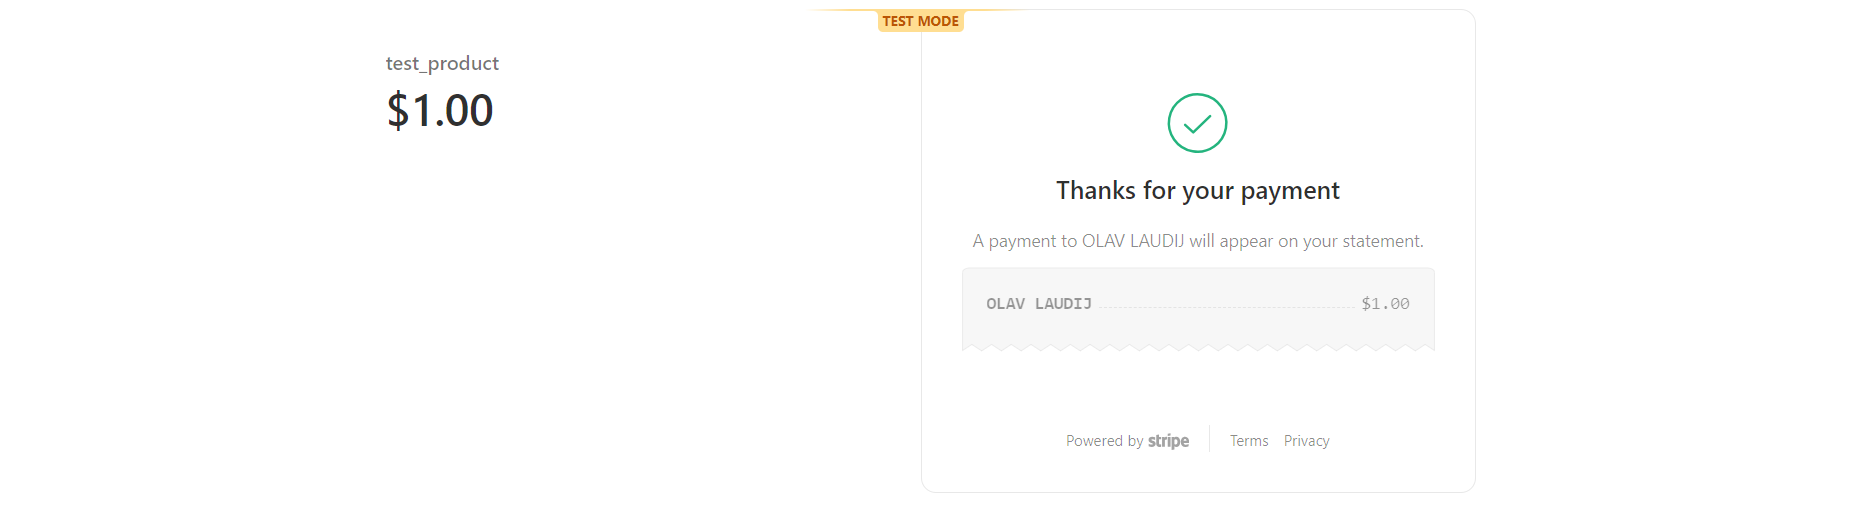 TEST MODE
test_product
$1.00
Thanks for your payment
A payment to OLAV LAUDIJ will appear on your statement.
OLAV LAUDIJ $1.00
Powered by stripe Terms Privacy